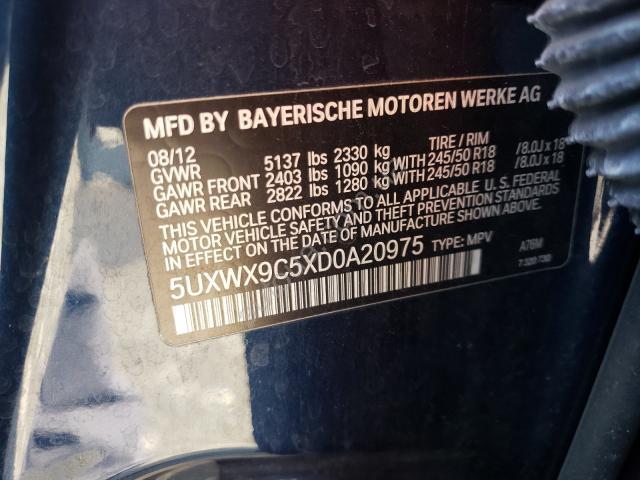 MFD BY BAYERISCHE MOTOREN WERKE AG
08/12 TIRE / RIM
GVWR 5137 lbs 2330 kg
GAWR FRONT 2403 lbs 1090 kg WITH 245/50 R18 /8.0J x 18
GAWR REAR 2822 lbs 1280 kg WITH 245/50 R18 /8.0J x 18
THIS VEHICLE CONFORMS TO ALL APPLICABLE U. S. FEDERAL
MOTOR VEHICLE SAFETY AND THEFT PREVENTION STANDARDS
IN EFFECT ON THE DATE OF MANUFACTURE SHOWN ABOVE.
5UXWX9C5XD0A20975 TYPE: MPV A76M
7 320 730